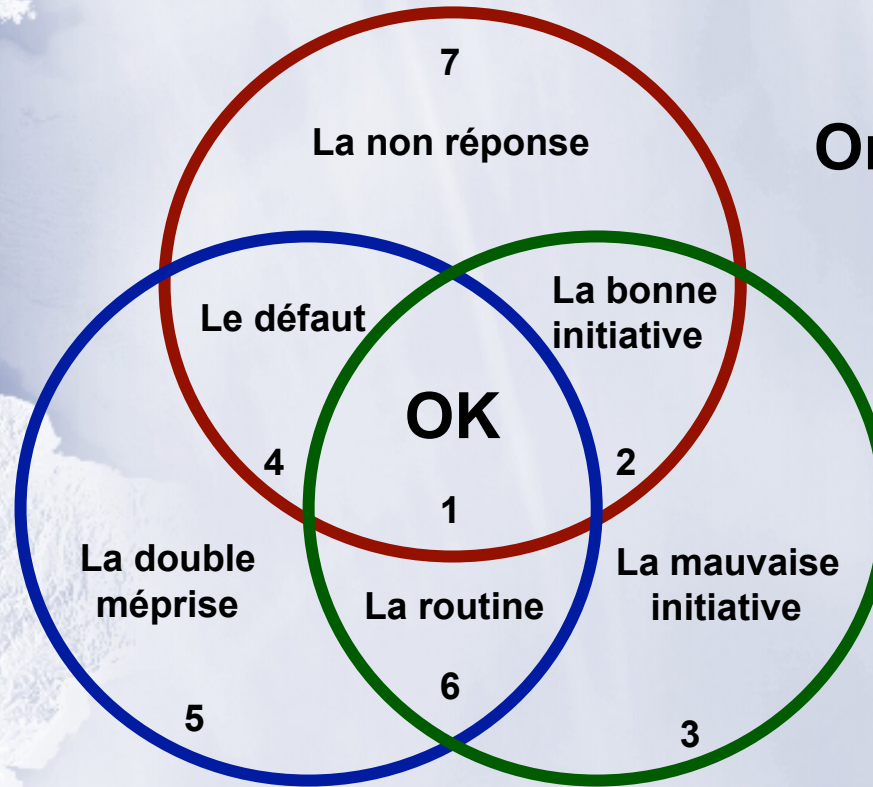 7
La non réponse
Le défaut
La bonne
initiative
OK
4
2
1
La double
méprise
La routine
La mauvaise
initiative
6
5
3